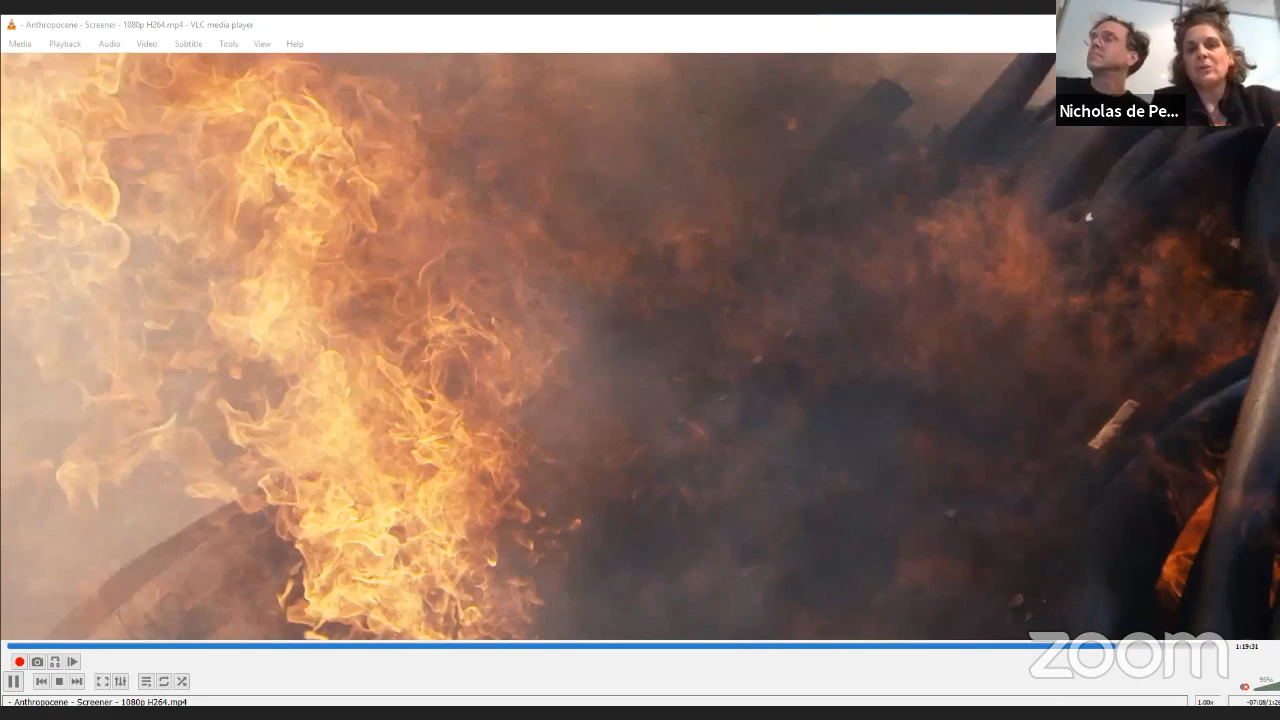 - Anthropocene - Screener - 1080p H264.mp4 - VLC media player
Media Playback Audio Video Subtitle Tools View Help
Nicholas de Pe...
1:19:31
zoom
95%
- Anthropocene - Screener - 1080p H264.mp4
1.00x